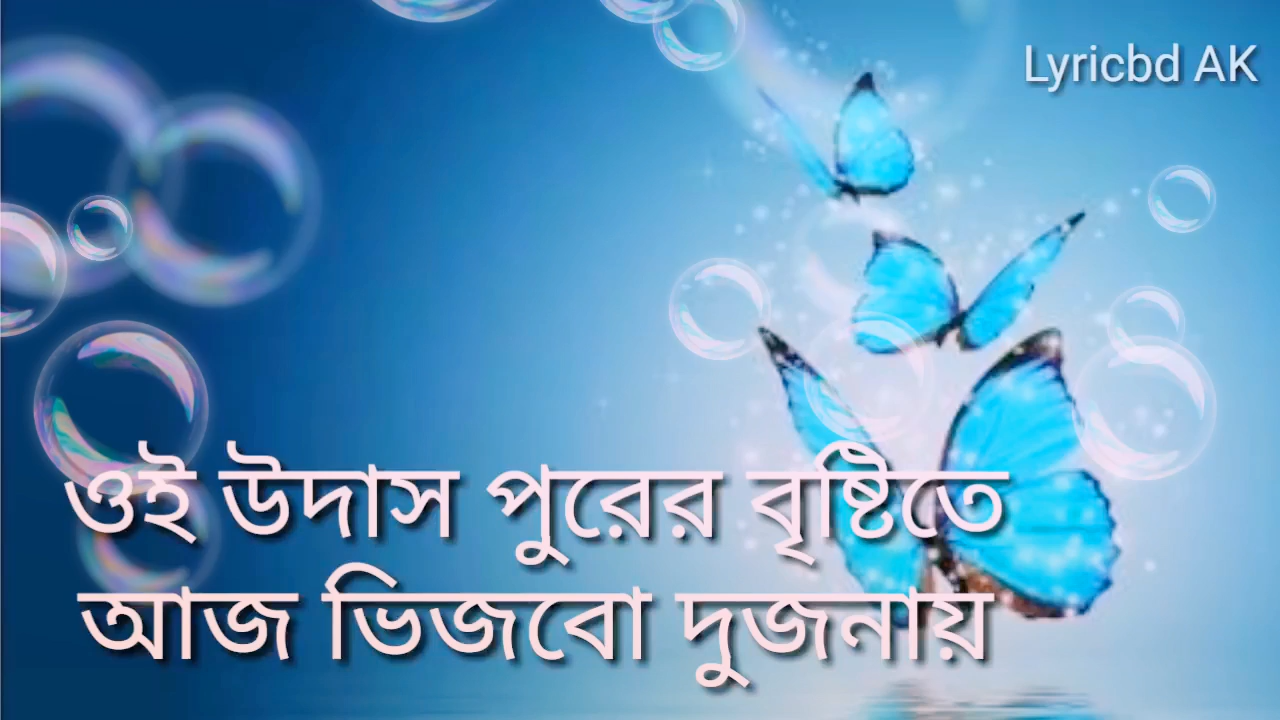 Lyricbd AK
ওই উদাস পুরের বৃষ্টিতে
আজ ভিজবো দুজনায়